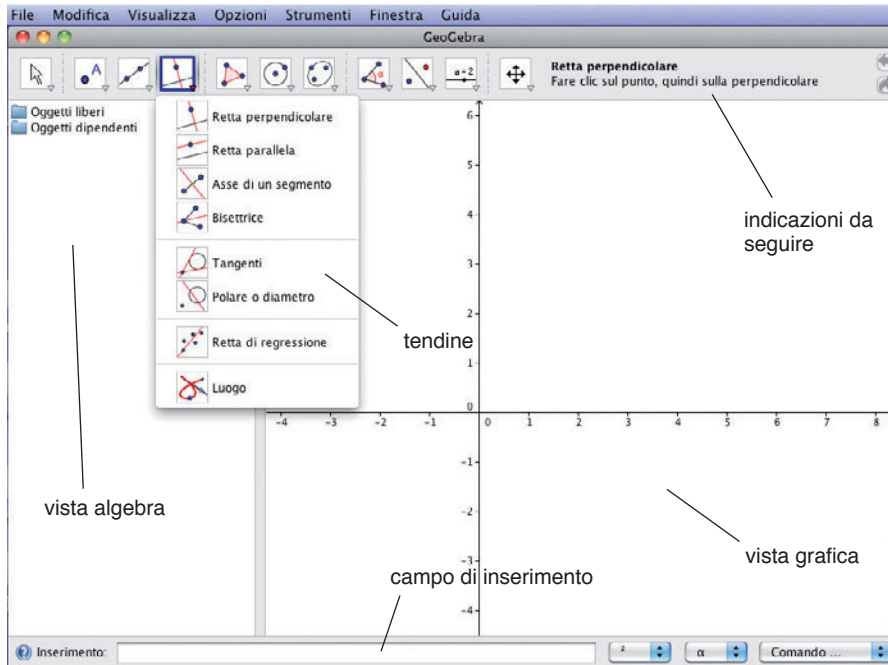 File Modifica Visualizza Opzioni Strumenti Finestra Guida
GeoGebra
A
α
a=2
Retta perpendicolare
Fare clic sul punto, quindi sulla perpendicolare
Oggetti liberi
Oggetti dipendenti
Retta perpendicolare
Retta parallela
Asse di un segmento
Bisettrice
Tangenti
Polare o diametro
Retta di regressione
Luogo
indicazioni da
seguire
tendine
vista algebra
vista grafica
campo di inserimento
6
5
4
3
2
1
0
-4 -3 -2 -1 0 1 2 3 4 5 6 7 8
-1
-2
-3
-4
Inserimento:
² α Comando ...